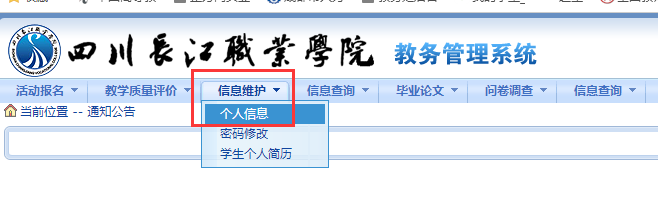 四川長江職業學院 教务管理系统
活动报名 教学质量评价 信息维护 信息查询 毕业论文 问卷调查 信息查询
当前位置 -- 通知公告
个人信息
密码修改
学生个人简历